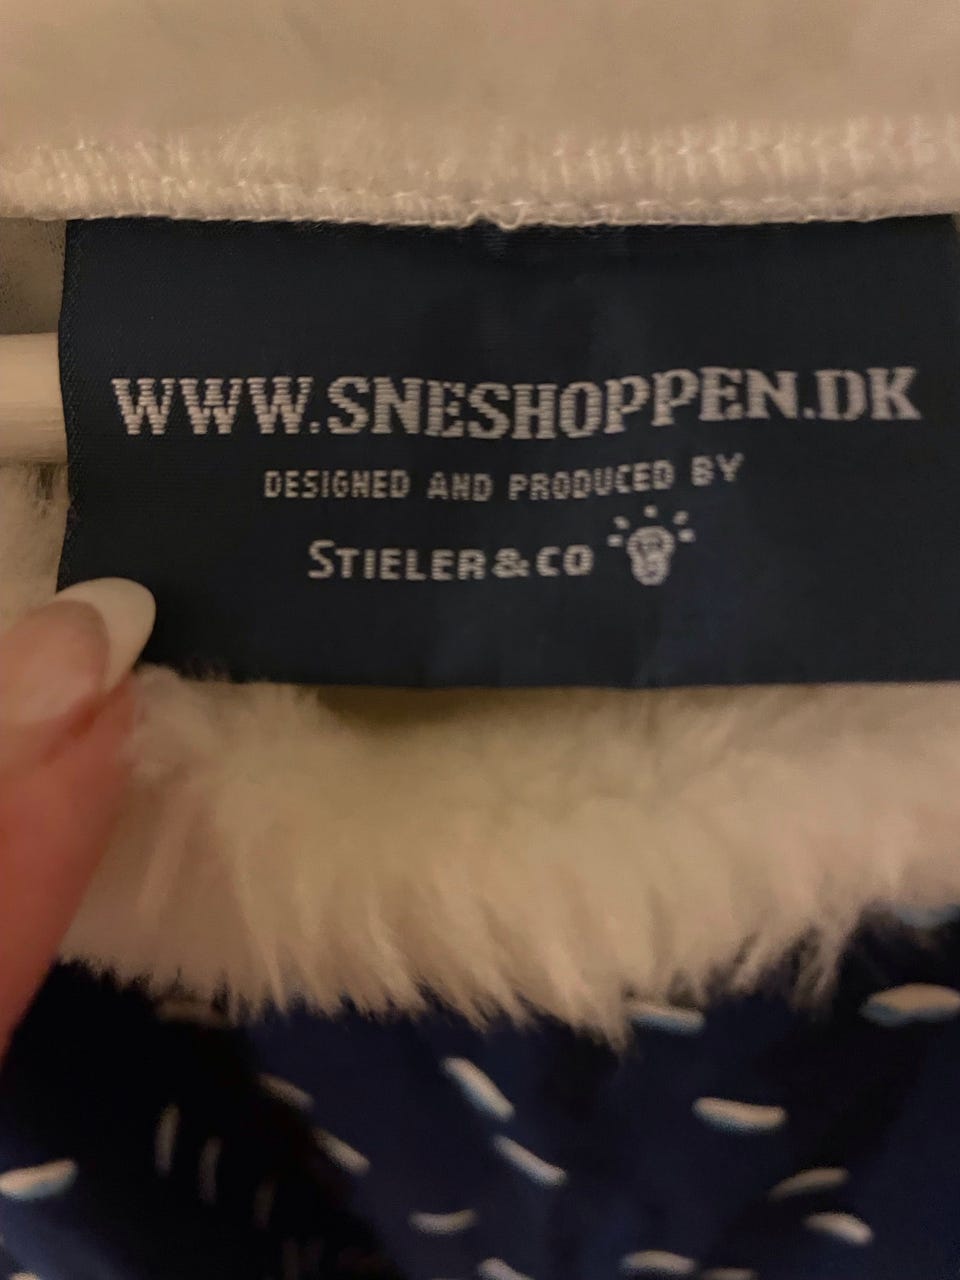 WWW.SNESHOPPEN.DK
DESIGNED AND PRODUCED BY
STIELER&CO